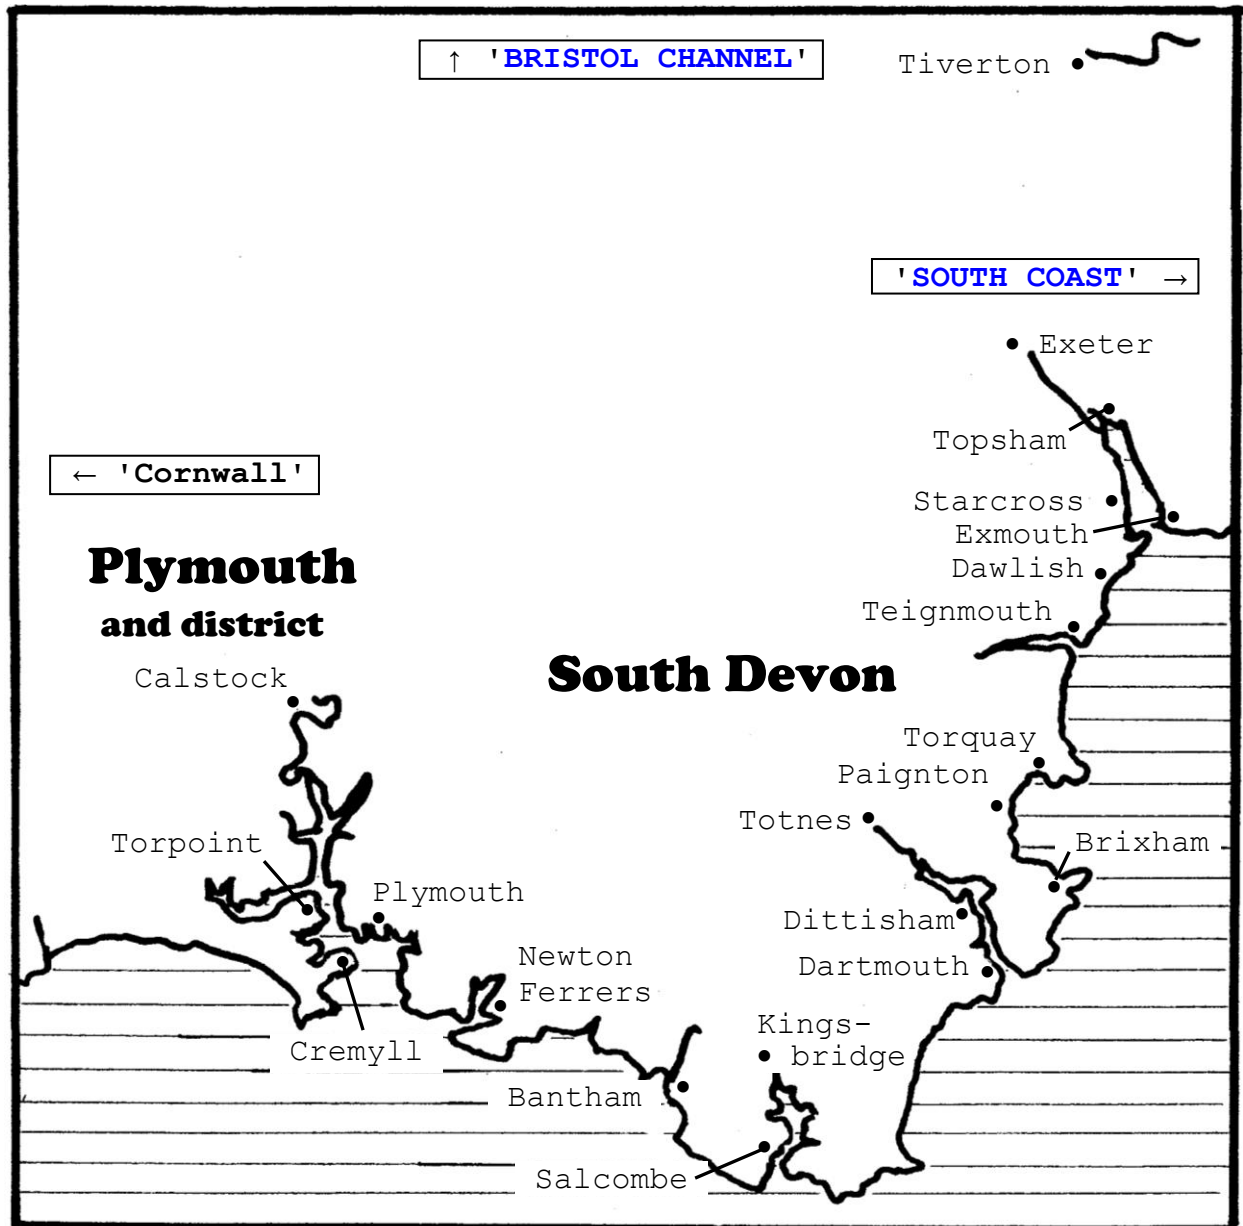 ↑ 'BRISTOL CHANNEL'
Tiverton
'SOUTH COAST' →
Exeter
Topsham
← 'Cornwall'
Starcross
Exmouth
Plymouth
and district
Dawlish
Teignmouth
South Devon
Calstock
Torquay
Paignton
Totnes
Torpoint
Brixham
Plymouth
Dittisham
Newton
Ferrers
Dartmouth
Kings-
bridge
Cremyll
Bantham
Salcombe